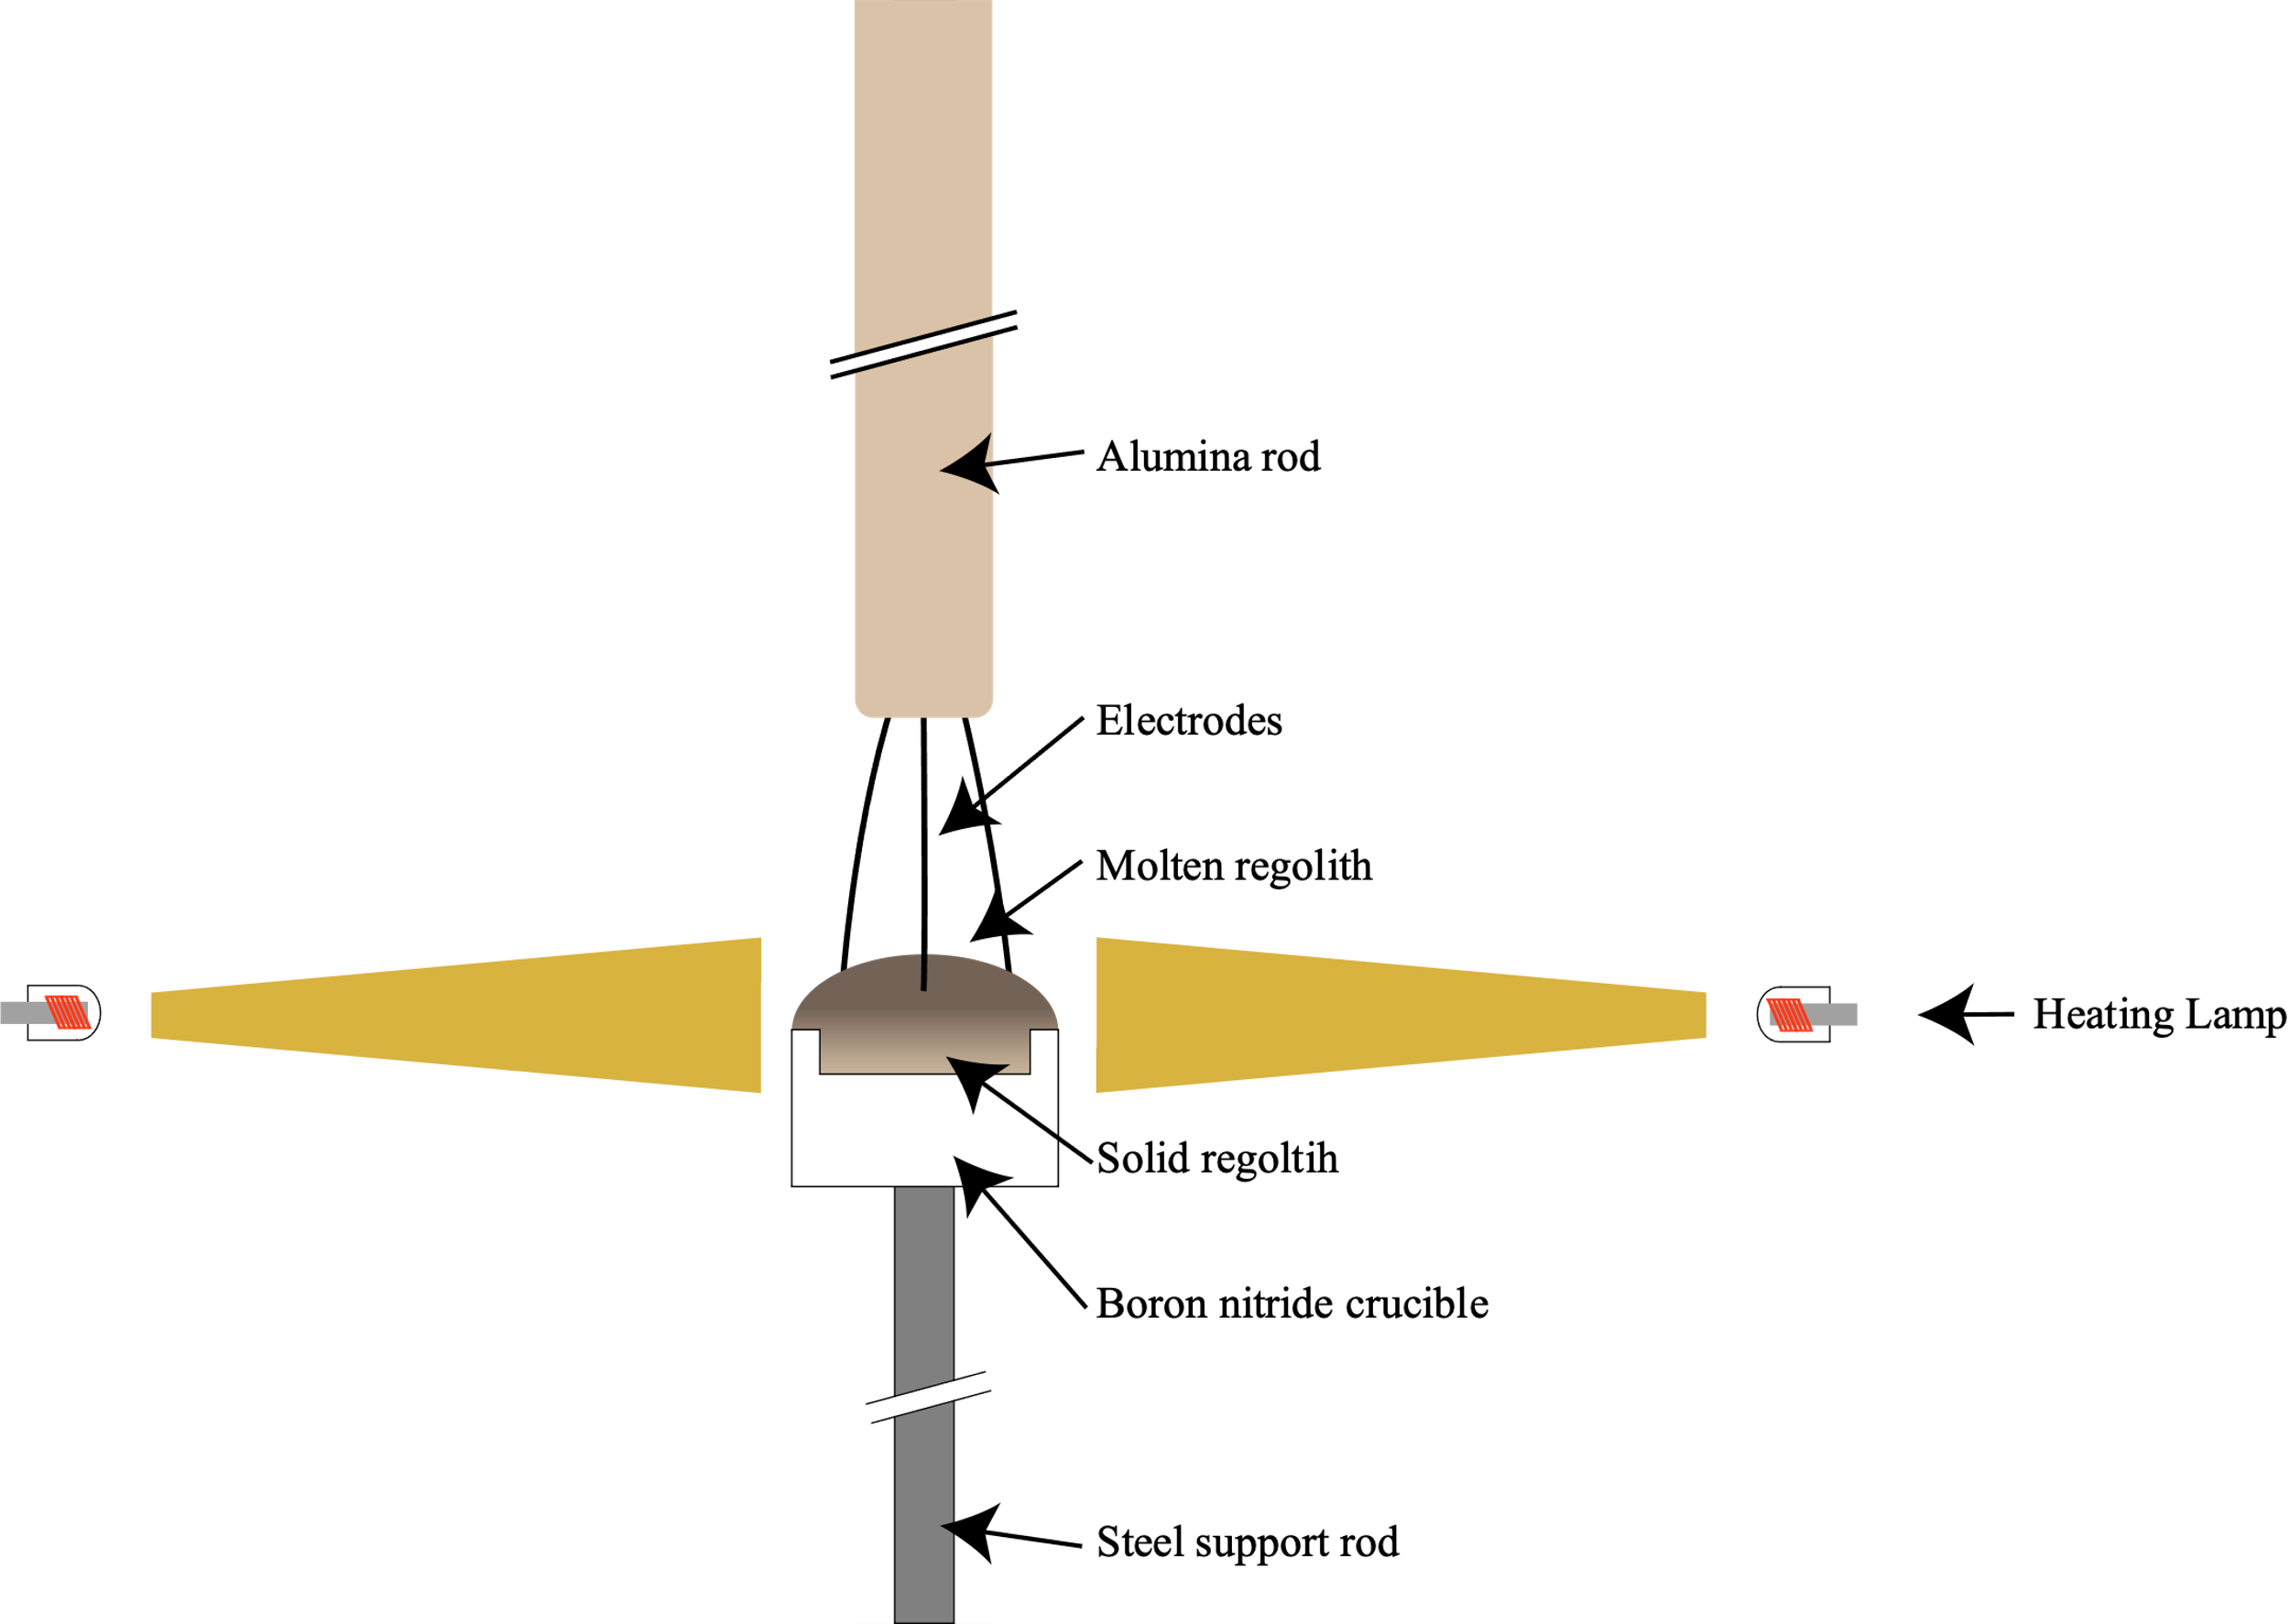 Alumina rod
Electrodes
Molten regolith
Heating Lamp
Solid regoltih
Boron nitride crucible
Steel support rod